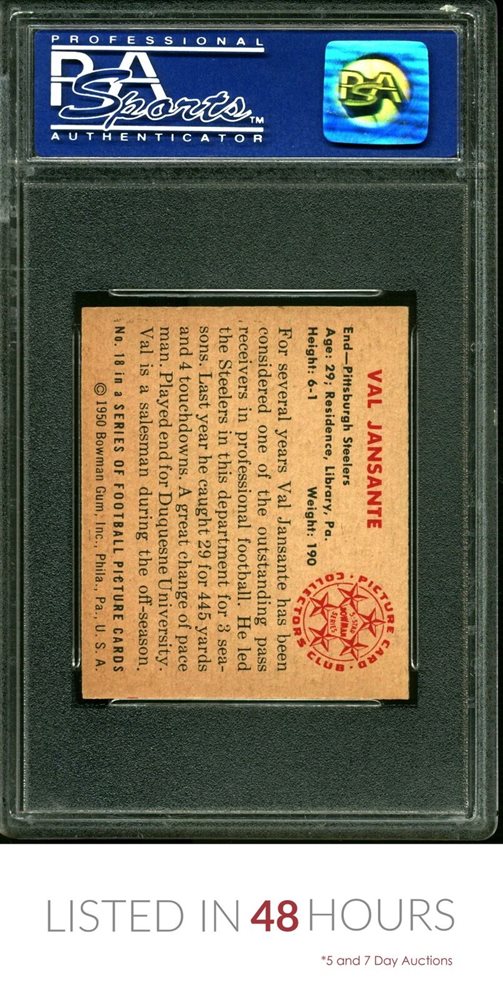 PROFESSIONAL
PSA
Sports™
AUTHENTICATOR
PSA
VAL JANSANTE
End—Pittsburgh Steelers
Age: 29; Residence, Library, Pa.
Height: 6-1 Weight: 190
PICTURE CARD COLLECTORS CLUB
5-STAR
BOWMAN
SERIES
For several years Val Jansante has been
considered one of the outstanding pass
receivers in professional football. He led
the Steelers in this department for 3 sea-
sons. Last year he caught 29 for 445 yards
and 4 touchdowns. A great change of pace
man. Played end for Duquesne University.
Val is a salesman during the off-season.
No. 18 in a SERIES OF FOOTBALL PICTURE CARDS
© 1950 Bowman Gum, Inc., Phila., Pa., U. S. A.
LISTED IN 48 HOURS
*5 and 7 Day Auctions